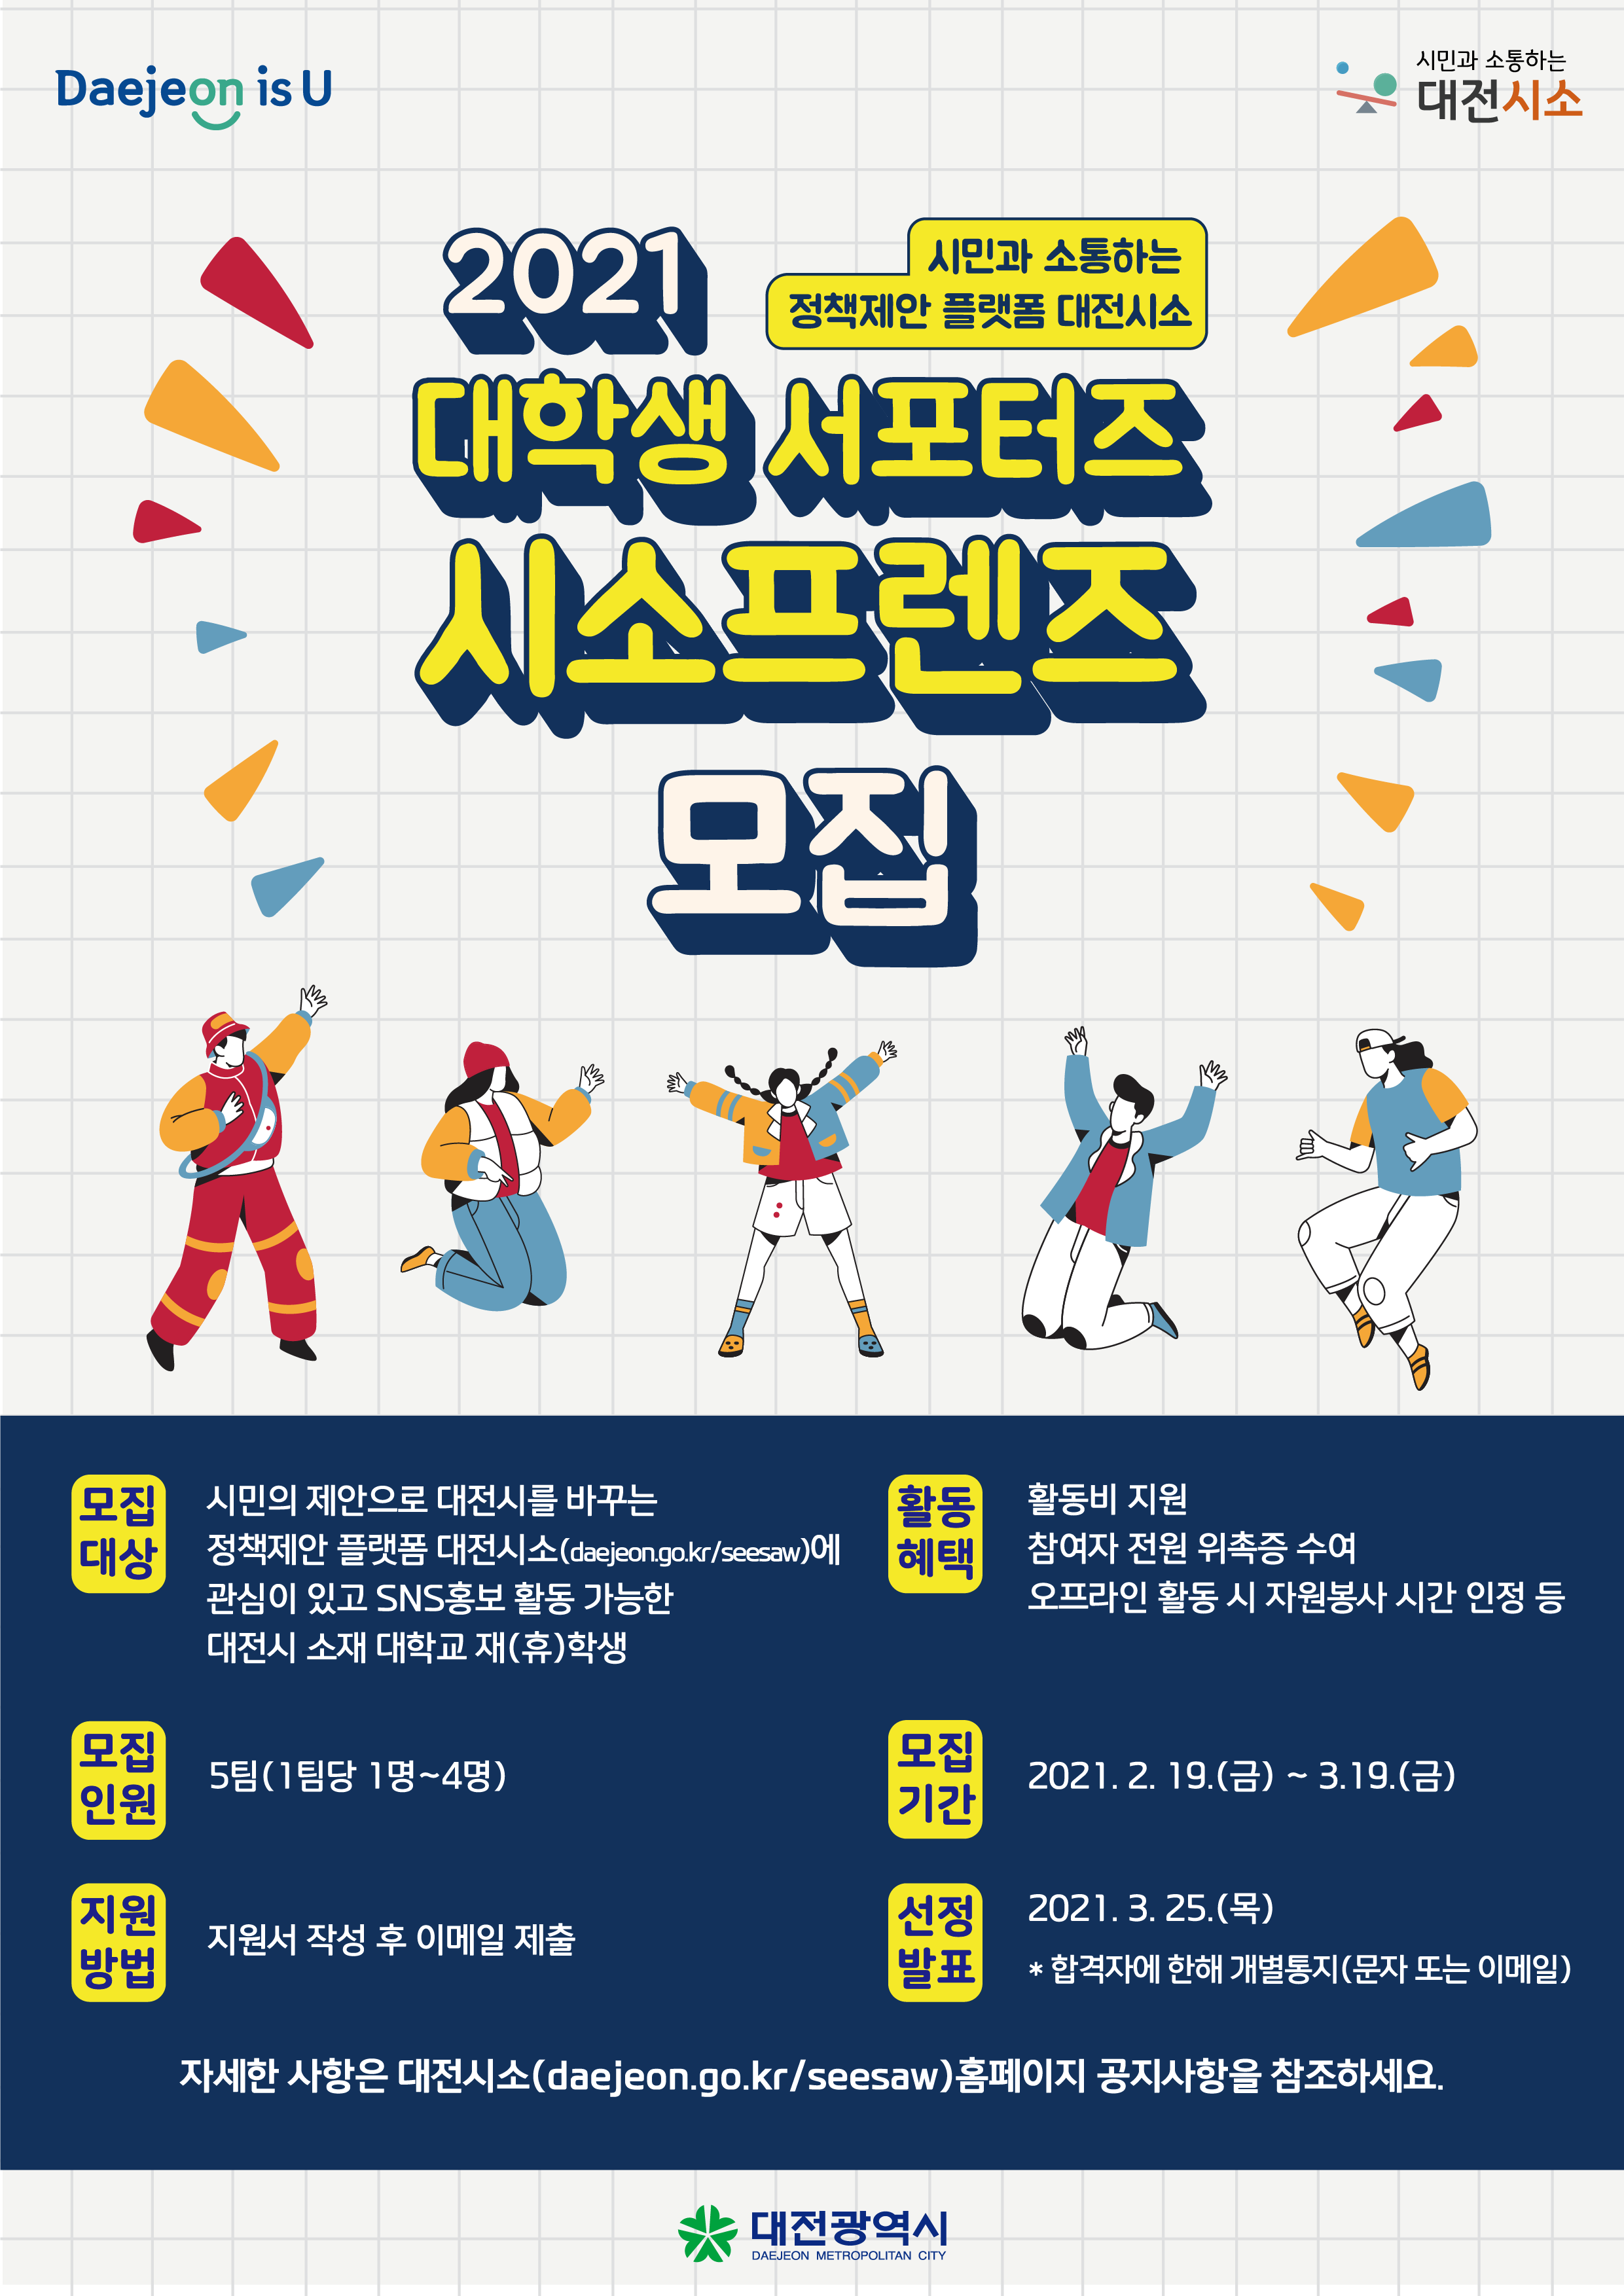 Daejeon is U
시민과 소통하는
대전시소
2021
시민과 소통하는
정책제안 플랫폼 대전시소
대학생 서포터즈
시소프렌즈
모집
모집
대상
시민의 제안으로 대전시를 바꾸는
정책제안 플랫폼 대전시소(daejeon.go.kr/seesaw)에
관심이 있고 SNS홍보 활동 가능한
대전시 소재 대학교 재(휴)학생
활동
혜택
활동비 지원
참여자 전원 위촉증 수여
오프라인 활동 시 자원봉사 시간 인정 등
모집
인원
5팀(1팀당 1명~4명)
모집
기간
2021. 2. 19.(금) ~ 3.19.(금)
지원
방법
지원서 작성 후 이메일 제출
선정
발표
2021. 3. 25.(목)
* 합격자에 한해 개별통지(문자 또는 이메일)
자세한 사항은 대전시소(daejeon.go.kr/seesaw)홈페이지 공지사항을 참조하세요.
대전광역시
DAEJEON METROPOLITAN CITY